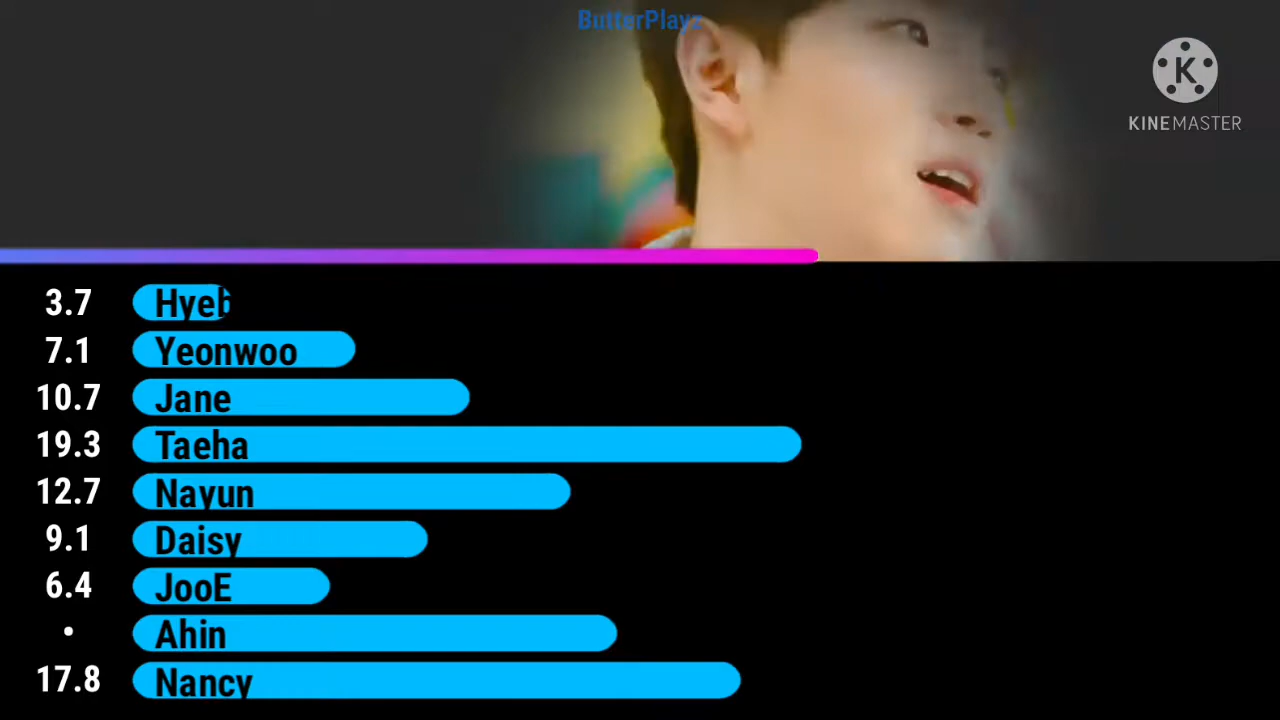 ButterPlayz
K
KINEMASTER
3.7 Hyeb
7.1 Yeonwoo
10.7 Jane
19.3 Taeha
12.7 Nayun
9.1 Daisy
6.4 JooE
• Ahin
17.8 Nancy